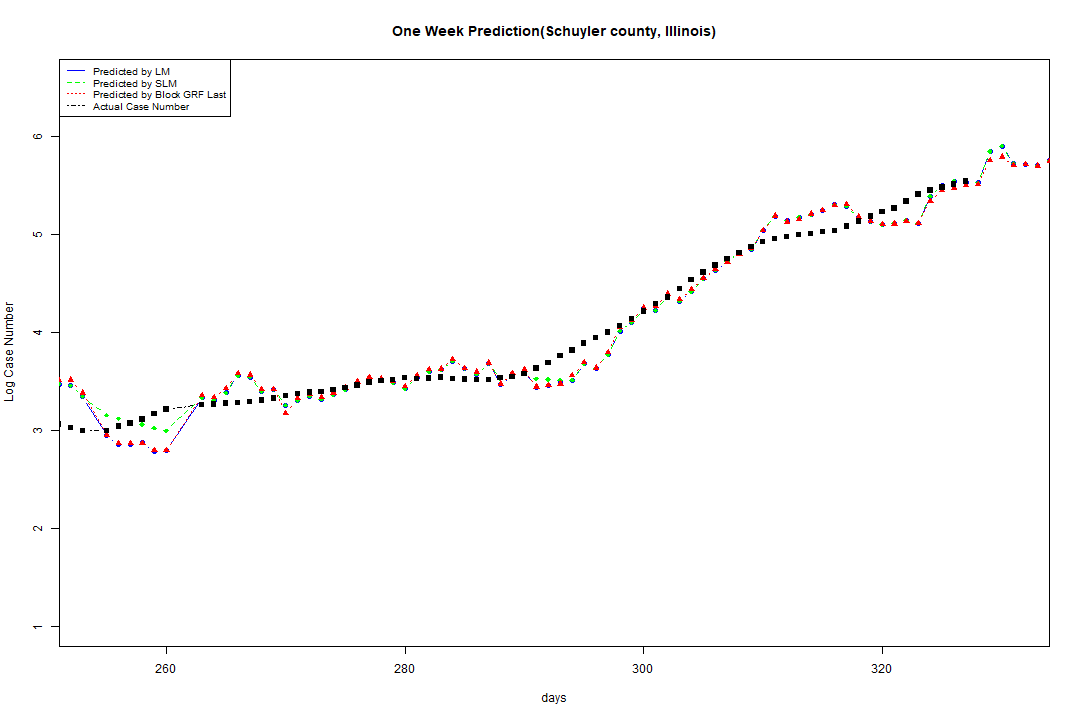 One Week Prediction(Schuyler county, Illinois)
Predicted by LM
Predicted by SLM
Predicted by Block GRF Last
Actual Case Number
6
5
4
3
2
1
Log Case Number
260
280
300
320
days